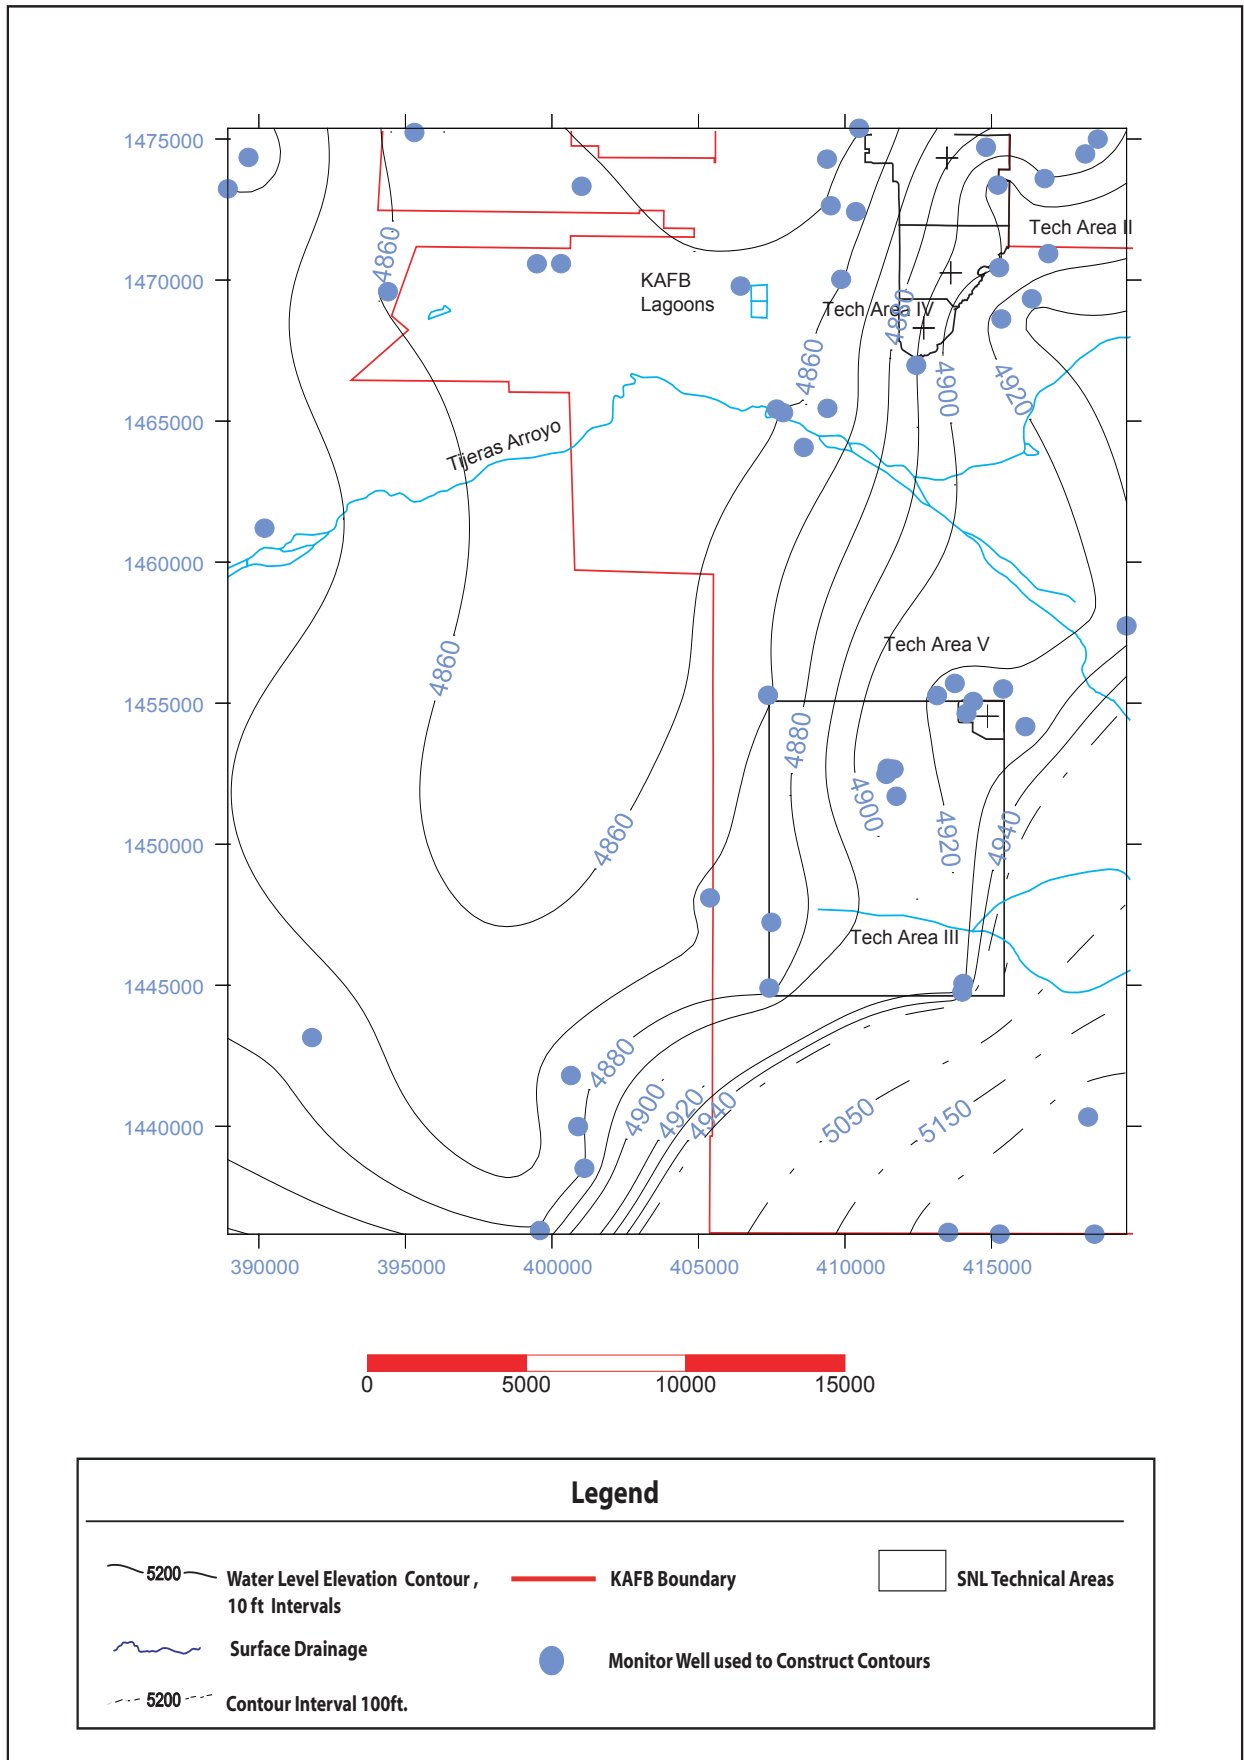 1475000
Tech Area II
4860
KAFB
Lagoons
1470000
4880
Tech Area IV
4860
4900
4920
1465000
Tijeras Arroyo
1460000
Tech Area V
4860
1455000
4880
4900
4860
4920
4940
1450000
Tech Area III
1445000
4880
4900
4920
4940
5050
5150
1440000
390000 395000 400000 405000 410000 415000
0 5000 10000 15000
Legend
5200 Water Level Elevation Contour ,
10 ft Intervals
KAFB Boundary
SNL Technical Areas
Surface Drainage
Monitor Well used to Construct Contours
5200 Contour Interval 100ft.